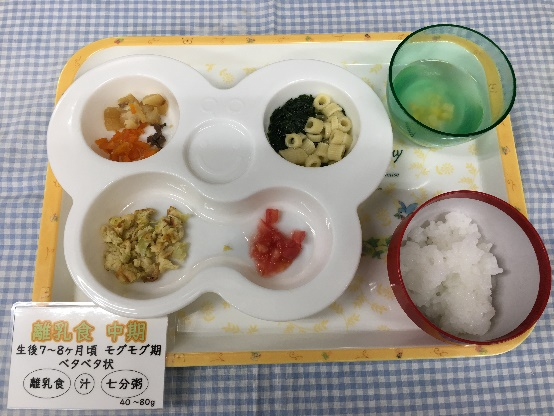 離乳食 中期
生後7~8ヶ月頃 モグモグ期
ベタベタ状
離乳食 汁 七分粥
40~80g